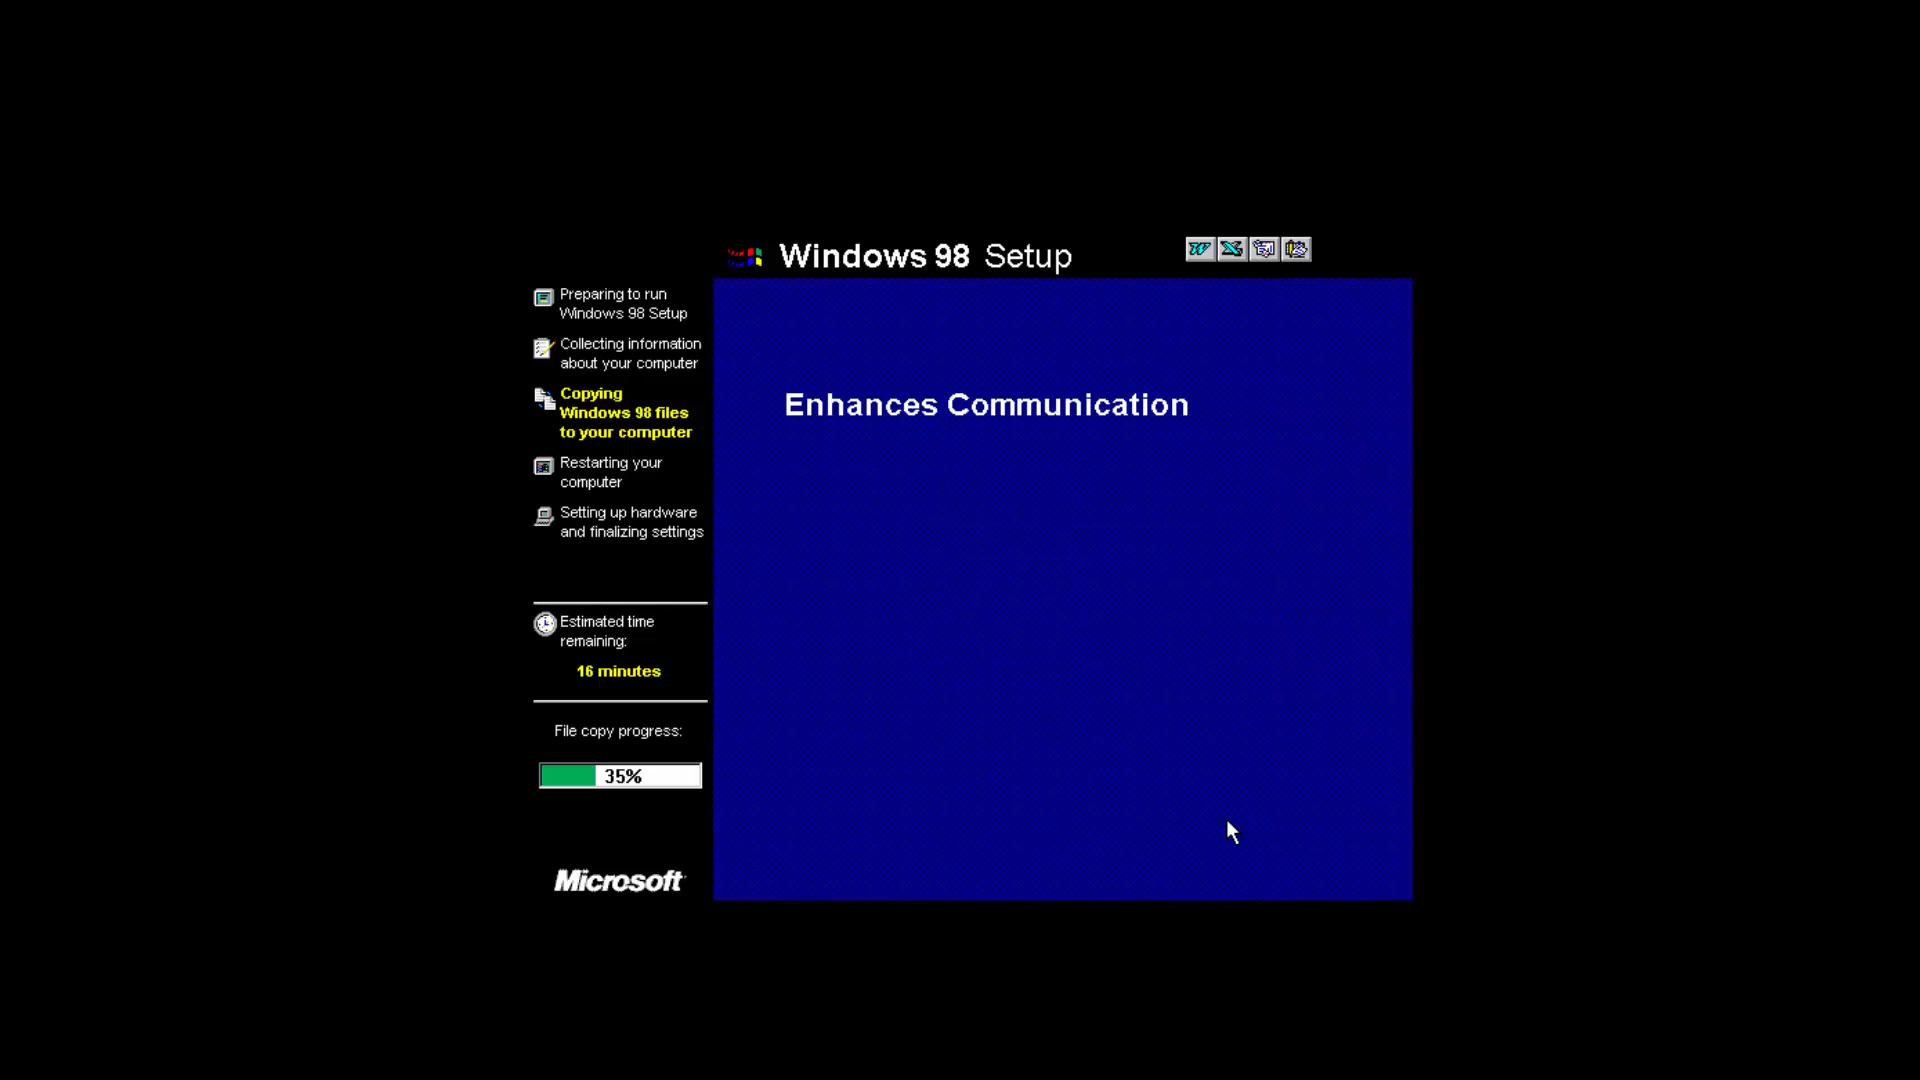 Windows 98 Setup
Preparing to run
Windows 98 Setup
Collecting information
about your computer
Copying
Windows 98 files
to your computer
Restarting your
computer
Setting up hardware
and finalizing settings
Estimated time
remaining:
16 minutes
File copy progress:
35%
Microsoft
Enhances Communication